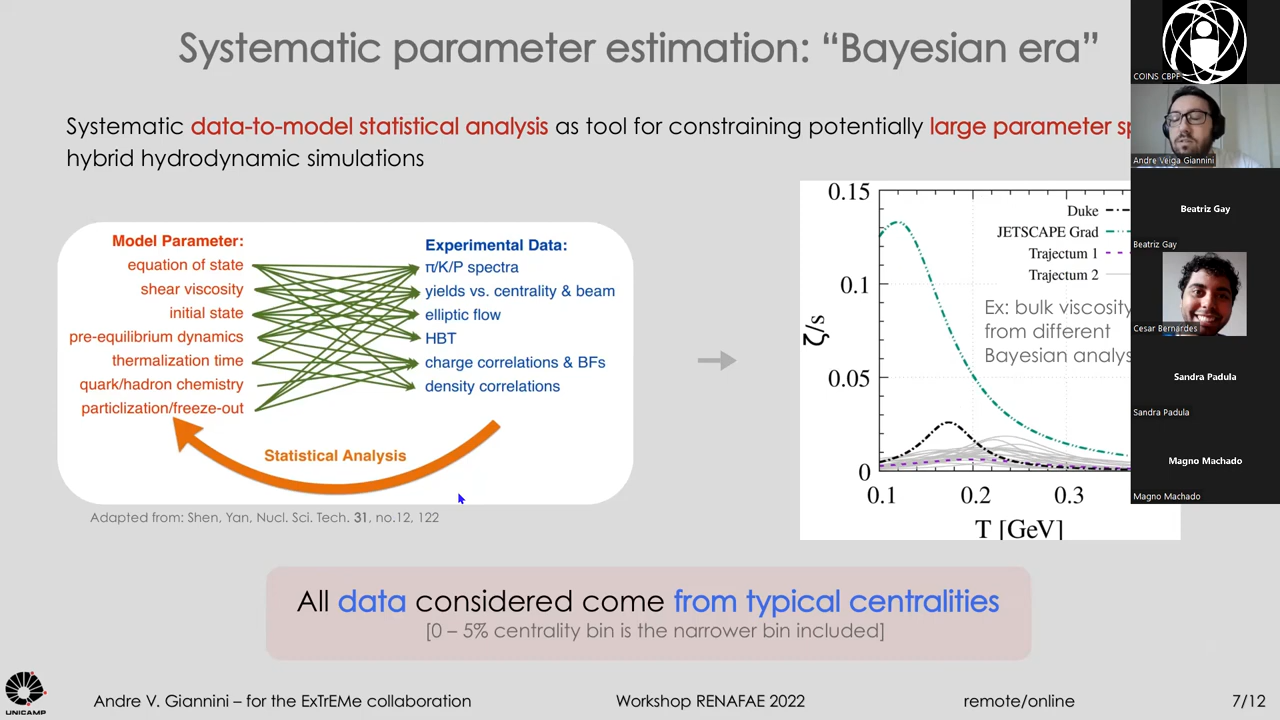 Systematic parameter estimation: “Bayesian era”
Systematic data-to-model statistical analysis as tool for constraining potentially large parameter sp
hybrid hydrodynamic simulations
Model Parameter:
equation of state
shear viscosity
initial state
pre-equilibrium dynamics
thermalization time
quark/hadron chemistry
particlization/freeze-out
Experimental Data:
π/K/P spectra
yields vs. centrality & beam
elliptic flow
HBT
charge correlations & BFs
density correlations
Statistical Analysis
Adapted from: Shen, Yan, Nucl. Sci. Tech. 31, no.12, 122
0.15
0.1
0.05
0
ζ/s
Duke
JETSCAPE Grad
Trajectum 1
Trajectum 2
Ex: bulk viscosity
from different
Bayesian analys
0.1 0.2 0.3
T [GeV]
All data considered come from typical centralities
[0 – 5% centrality bin is the narrower bin included]
UNICAMP
Andre V. Giannini – for the ExTrEMe collaboration
Workshop RENAFAE 2022
remote/online
7/12
COINS CBPF
Andre Veiga Giannini
Beatriz Gay
Beatriz Gay
Cesar Bernardes
Sandra Padula
Sandra Padula
Magno Machado
Magno Machado